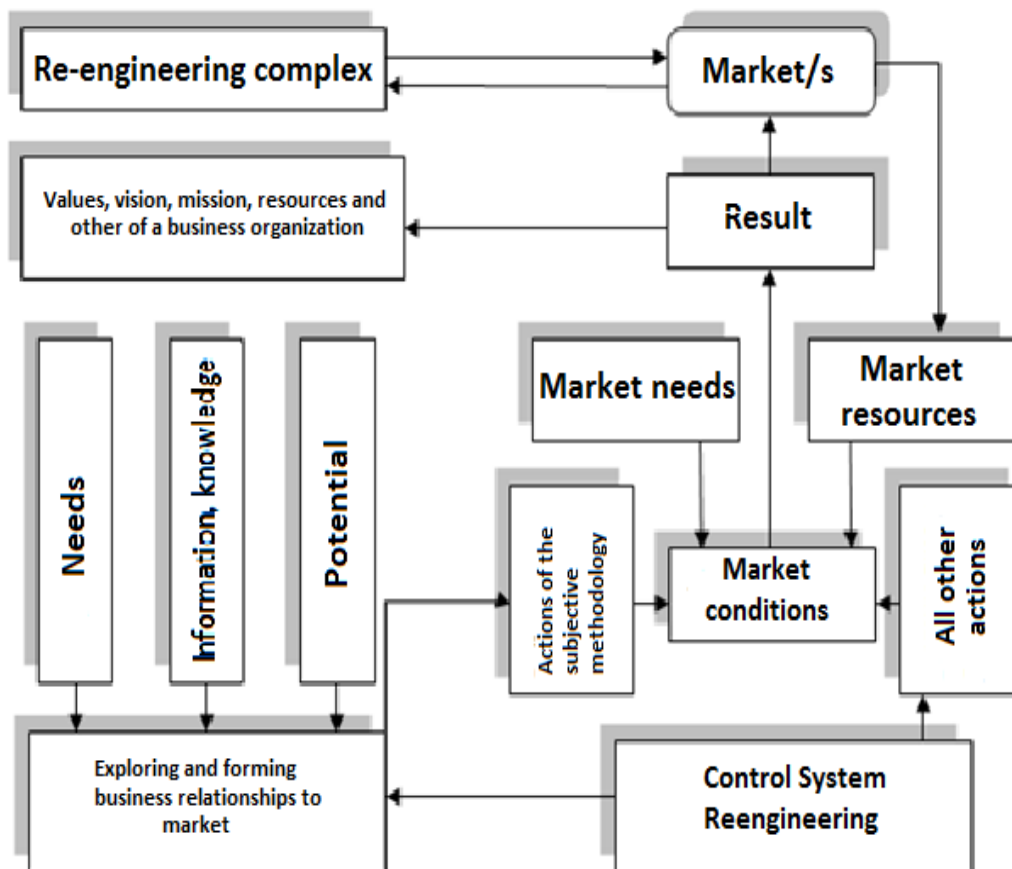 Re-engineering complex
Market/s
Values, vision, mission, resources and
other of a business organization
Result
Needs
Information, knowledge
Potential
Market needs
Market
resources
Actions of the
subjective
methodology
Market
conditions
All other
actions
Exploring and forming
business relationships to
market
Control System
Reengineering